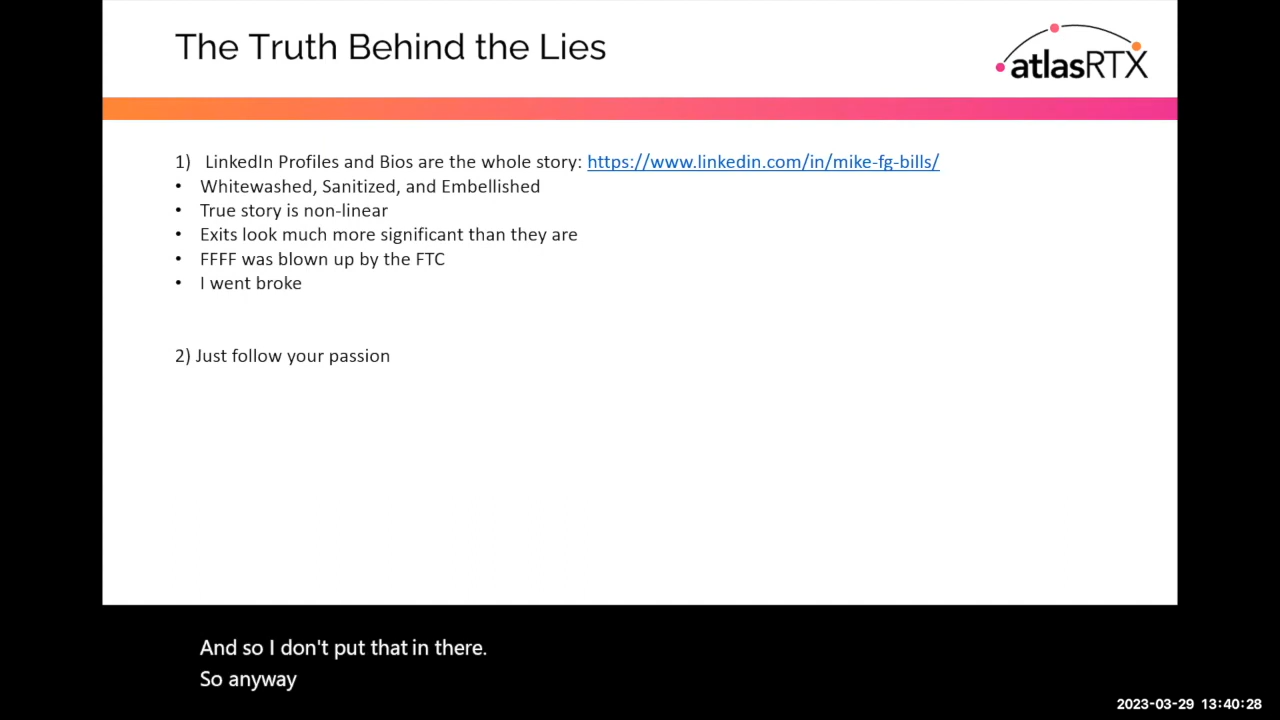 The Truth Behind the Lies
atlasRTX
1) LinkedIn Profiles and Bios are the whole story: https://www.linkedin.com/in/mike-fg-bills/
• Whitewashed, Sanitized, and Embellished
• True story is non-linear
• Exits look much more significant than they are
• FFFF was blown up by the FTC
• I went broke
2) Just follow your passion
And so I don't put that in there.
So anyway
2023-03-29 13:40:28